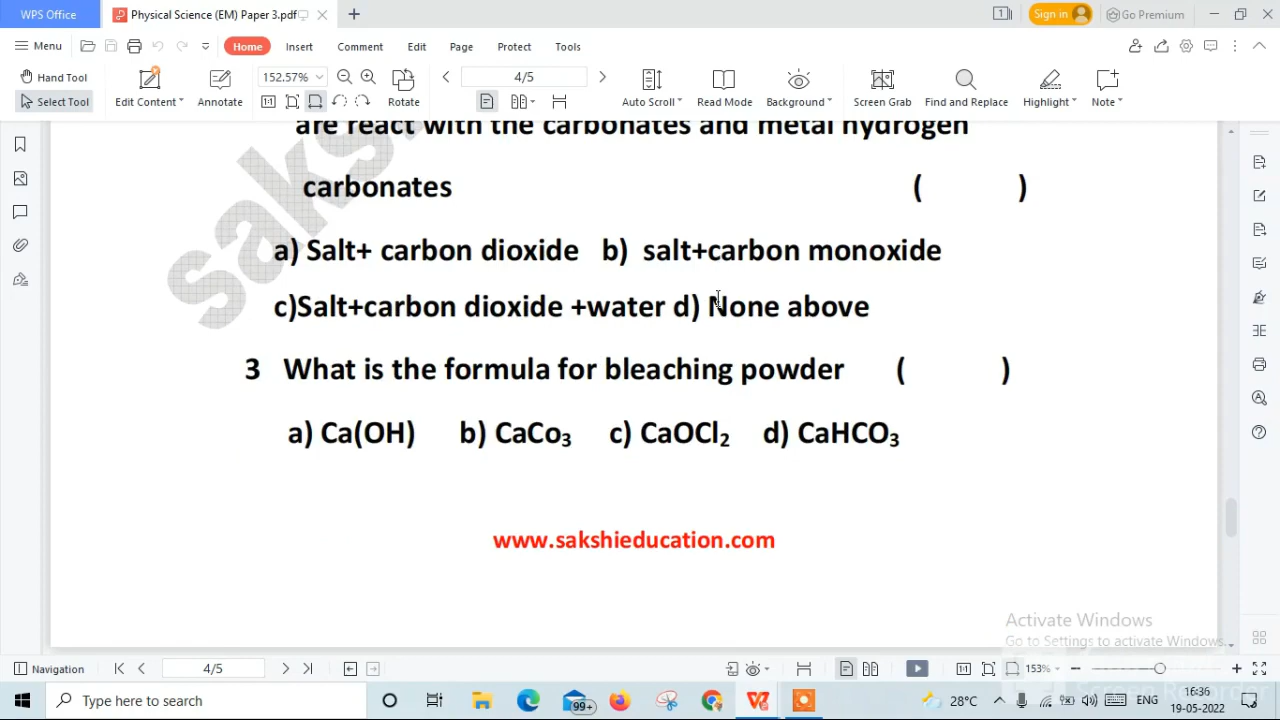 WPS Office
Physical Science (EM) Paper 3.pdf
Sign in
Go Premium
Menu
Home Insert Comment Edit Page Protect Tools
Hand Tool
Select Tool
Edit Content
Annotate
152.57%
Rotate
4/5
Auto Scroll
Read Mode
Background
Screen Grab
Find and Replace
Highlight
Note
are react with the carbonates and metal hydrogen
carbonates ( )
a) Salt+ carbon dioxide b) salt+carbon monoxide
c)Salt+carbon dioxide +water d) None above
3 What is the formula for bleaching powder ( )
a) Ca(OH) b) CaCo3 c) CaOCl2 d) CaHCO3
www.sakshieducation.com
saks
Activate Windows
Go to Settings to activate Windows.
Navigation
4/5
153%
Type here to search
99+
28°C
ENG
16:36
19-05-2022